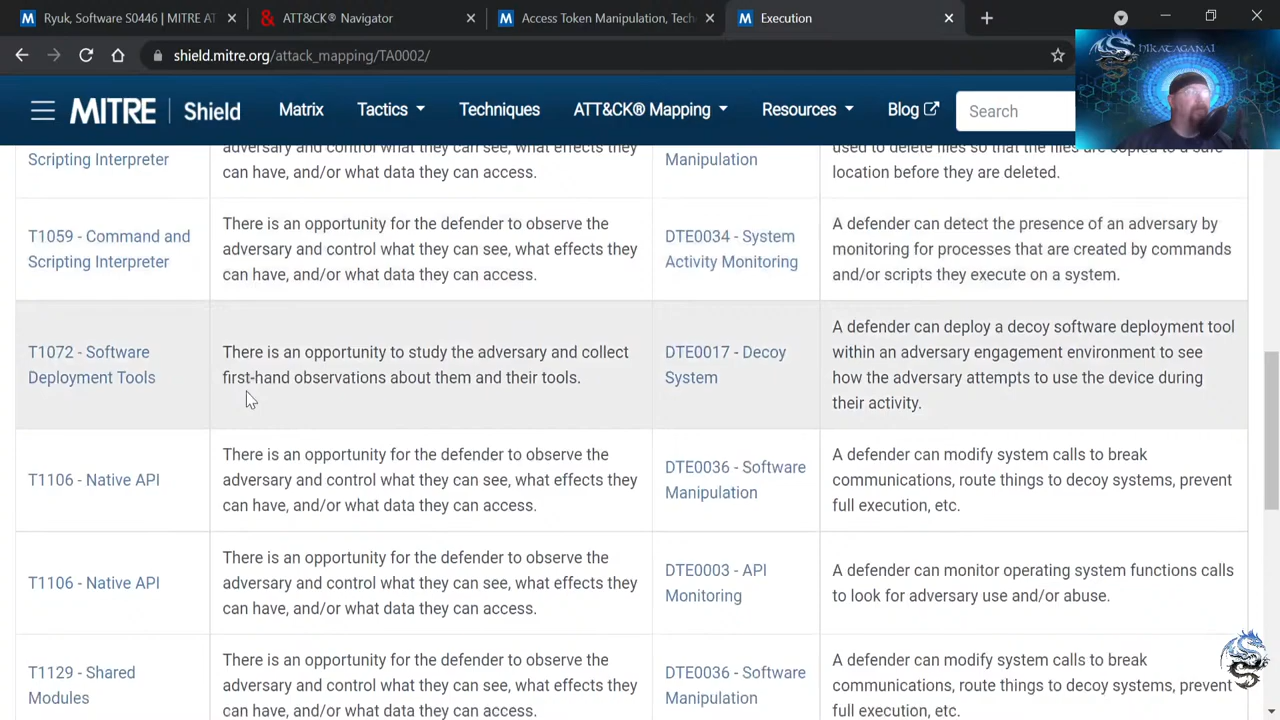 Ryuk, Software S0446 | MITRE AT
ATT&CK® Navigator
Access Token Manipulation, Tech
Execution
shield.mitre.org/attack_mapping/TA0002/
HIKATAGANAI
MITRE | Shield
Matrix
Tactics
Techniques
ATT&CK® Mapping
Resources
Blog
Search
Scripting Interpreter
adversary and control what they can see, what effects they
can have, and/or what data they can access.
Manipulation
used to delete files so that the files are copied to a safe
location before they are deleted.
T1059 - Command and
Scripting Interpreter
There is an opportunity for the defender to observe the
adversary and control what they can see, what effects they
can have, and/or what data they can access.
DTE0034 - System
Activity Monitoring
A defender can detect the presence of an adversary by
monitoring for processes that are created by commands
and/or scripts they execute on a system.
T1072 - Software
Deployment Tools
There is an opportunity to study the adversary and collect
first-hand observations about them and their tools.
DTE0017 - Decoy
System
A defender can deploy a decoy software deployment tool
within an adversary engagement environment to see
how the adversary attempts to use the device during
their activity.
T1106 - Native API
There is an opportunity for the defender to observe the
adversary and control what they can see, what effects they
can have, and/or what data they can access.
DTE0036 - Software
Manipulation
A defender can modify system calls to break
communications, route things to decoy systems, prevent
full execution, etc.
T1106 - Native API
There is an opportunity for the defender to observe the
adversary and control what they can see, what effects they
can have, and/or what data they can access.
DTE0003 - API
Monitoring
A defender can monitor operating system functions calls
to look for adversary use and/or abuse.
T1129 - Shared
Modules
There is an opportunity for the defender to observe the
adversary and control what they can see, what effects they
can have, and/or what data they can access.
DTE0036 - Software
Manipulation
A defender can modify system calls to break
communications, route things to decoy systems, prevent
full execution, etc.